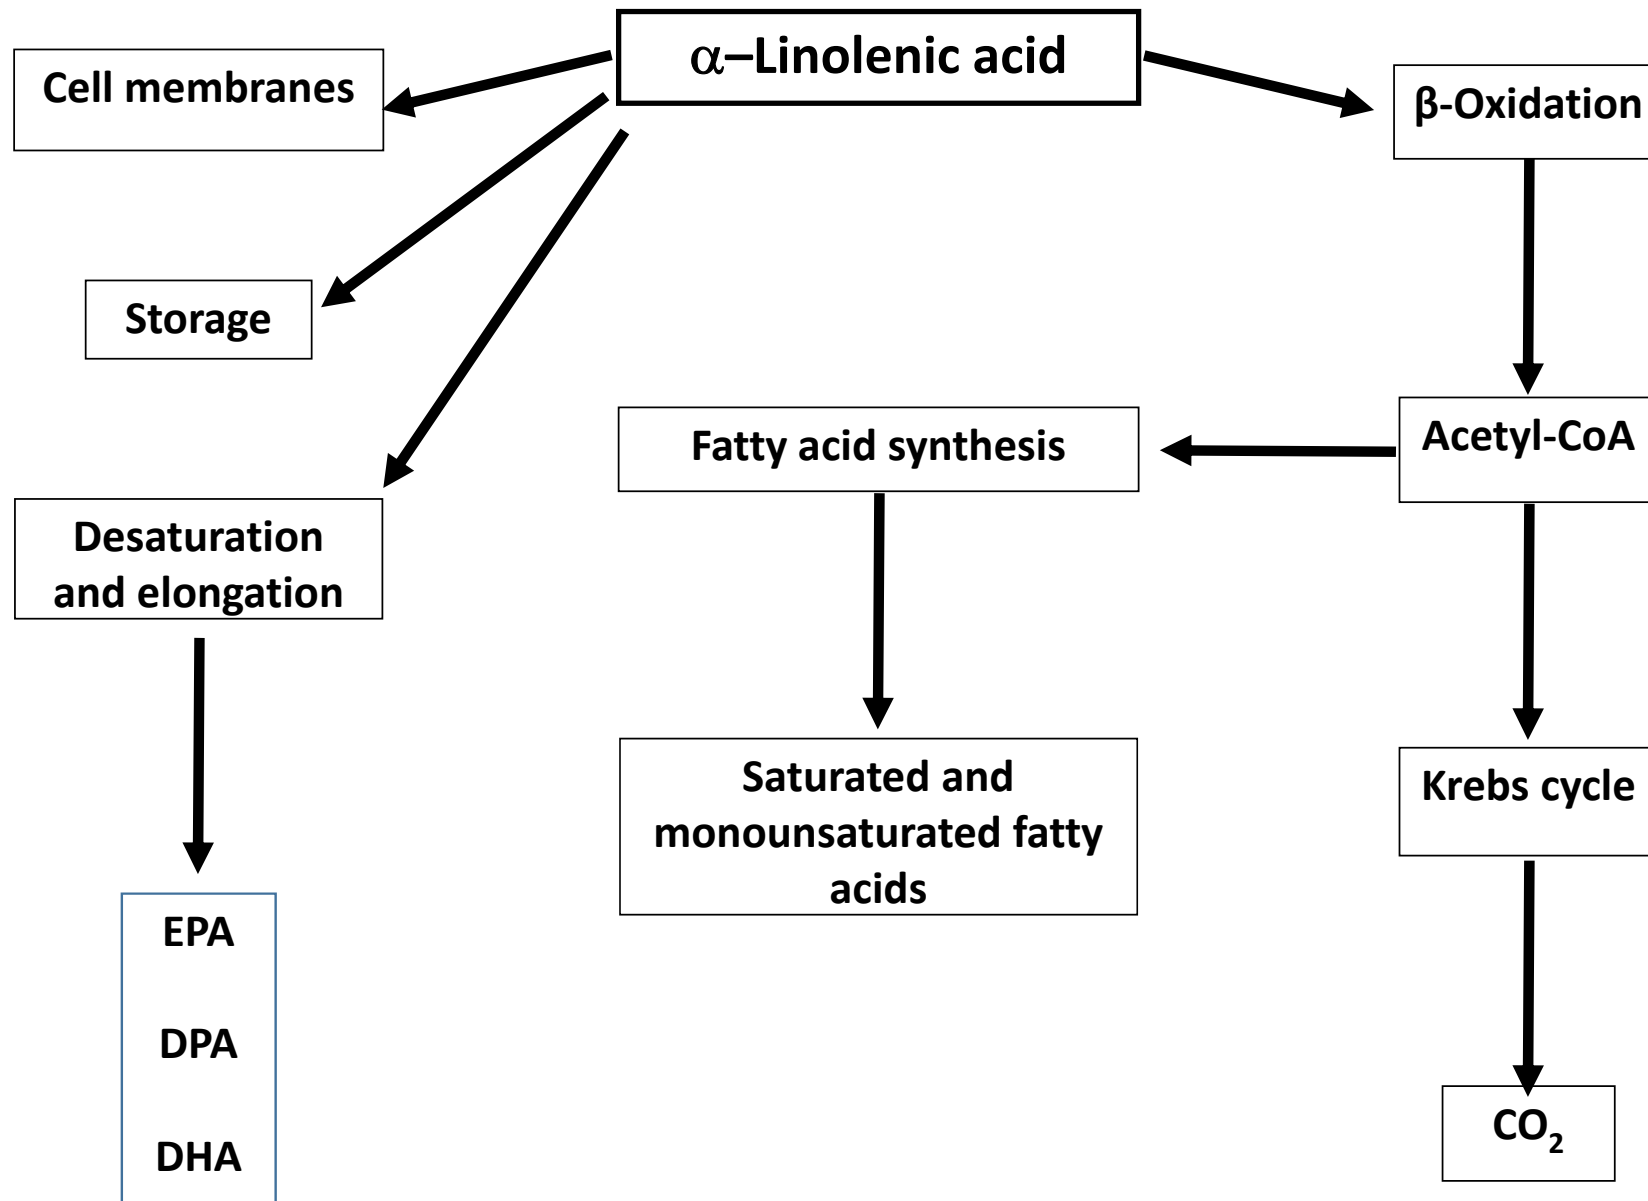 α–Linolenic acid
Cell membranes
β-Oxidation
Storage
Fatty acid synthesis
Acetyl-CoA
Desaturation
and elongation
Saturated and
monounsaturated fatty
acids
Krebs cycle
EPA
DPA
DHA
CO₂